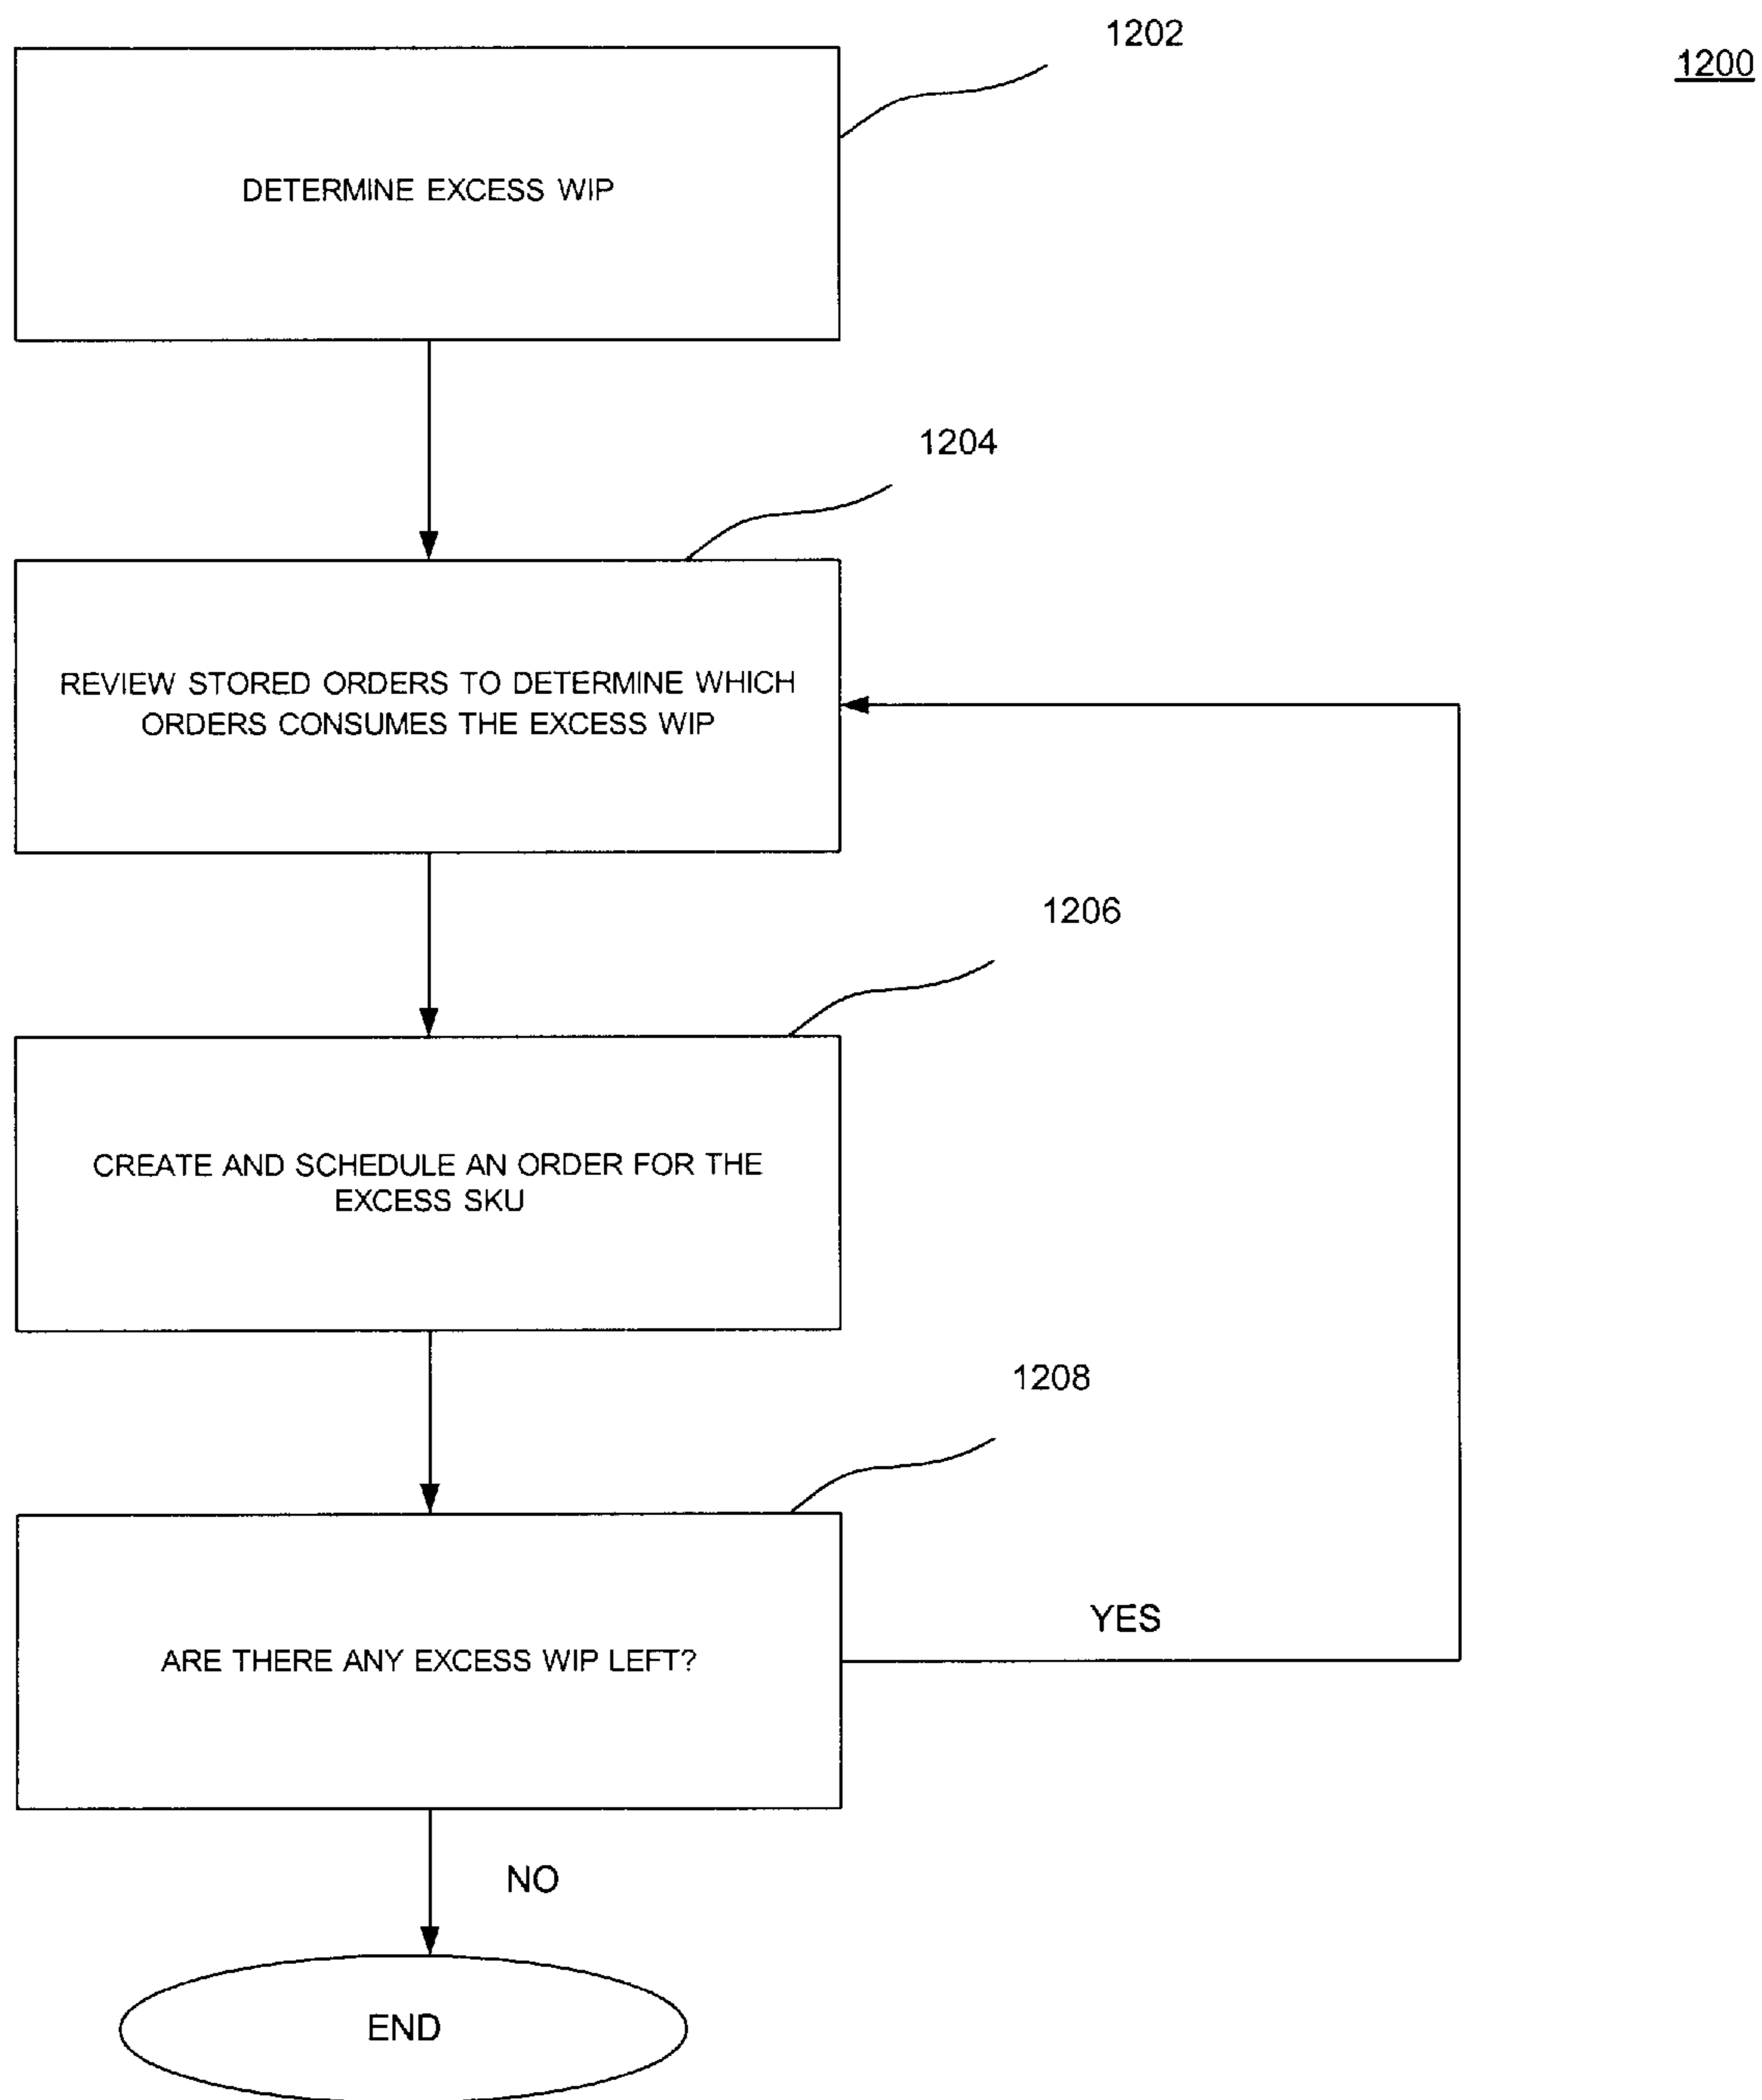 1202
1200
DETERMINE EXCESS WIP
1204
REVIEW STORED ORDERS TO DETERMINE WHICH
ORDERS CONSUMES THE EXCESS WIP
1206
CREATE AND SCHEDULE AN ORDER FOR THE
EXCESS SKU
1208
YES
ARE THERE ANY EXCESS WIP LEFT?
NO
END